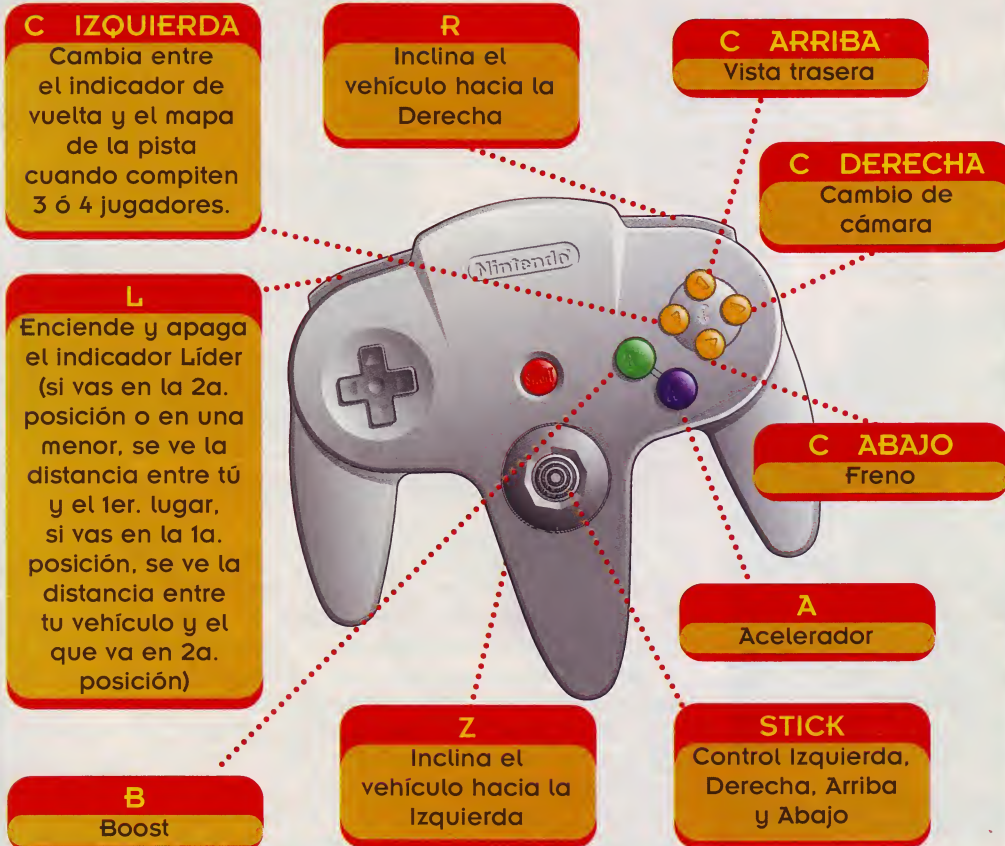 C IZQUIERDA
Cambia entre
el indicador de
vuelta y el mapa
de la pista
cuando compiten
3 ó 4 jugadores.
R
Inclina el
vehículo hacia la
Derecha
C ARRIBA
Vista trasera
C DERECHA
Cambio de
cámara
Nintendo
L
Enciende y apaga
el indicador Líder
(si vas en la 2a.
posición o en una
menor, se ve la
distancia entre tú
y el 1er. lugar,
si vas en la 1a.
posición, se ve la
distancia entre
tu vehículo y el
que va en 2a.
posición)
C ABAJO
Freno
A
Acelerador
B
Boost
Z
Inclina el
vehículo hacia la
Izquierda
STICK
Control Izquierda,
Derecha, Arriba
y Abajo